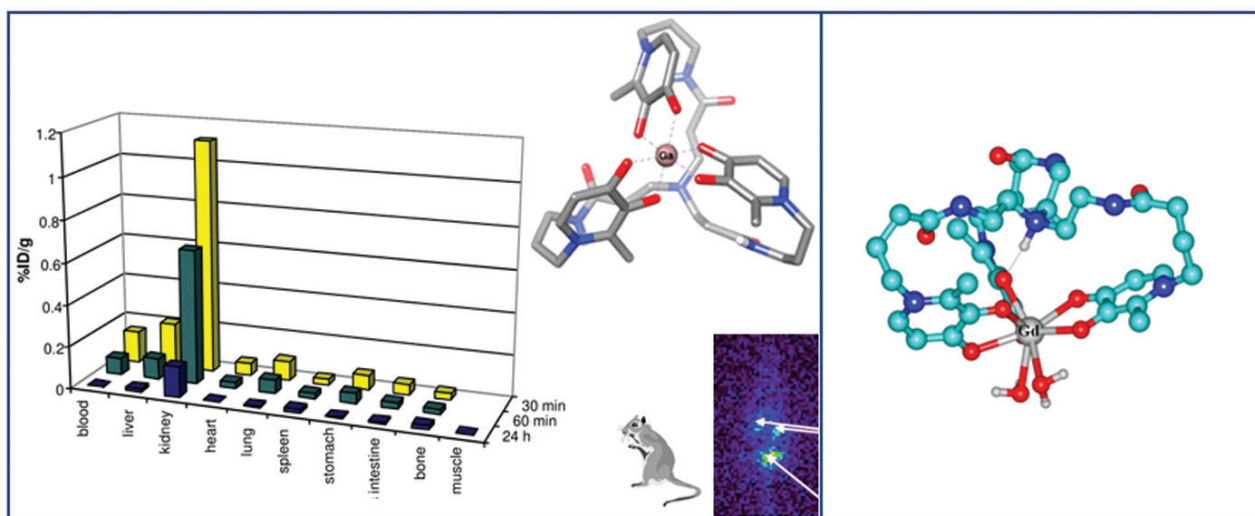 1.2
1
0.8
0.6
0.4
0.2
0
%ID/g
blood
liver
kidney
heart
lung
spleen
stomach
intestine
bone
muscle
30 min
60 min
24 h
Ga
Gd